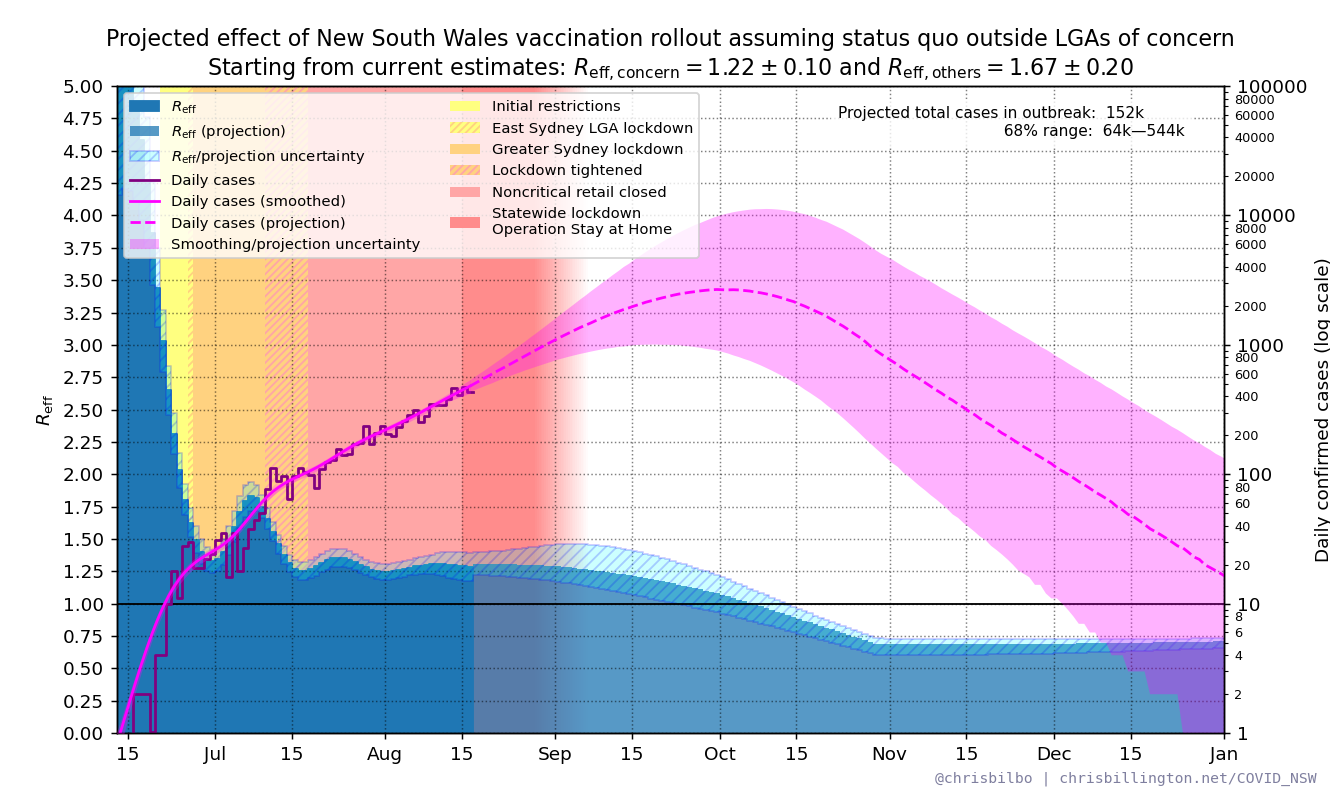 Projected effect of New South Wales vaccination rollout assuming status quo outside LGAs of concern
Starting from current estimates: R_eff, concern = 1.22 ± 0.10 and R_eff, others = 1.67 ± 0.20
R_eff
R_eff (projection)
R_eff/projection uncertainty
Daily cases
Daily cases (smoothed)
Daily cases (projection)
Smoothing/projection uncertainty
Initial restrictions
East Sydney LGA lockdown
Greater Sydney lockdown
Lockdown tightened
Noncritical retail closed
Statewide lockdown
Operation Stay at Home
Projected total cases in outbreak: 152k
68% range: 64k—544k
R_eff
5.00
4.75
4.50
4.25
4.00
3.75
3.50
3.25
3.00
2.75
2.50
2.25
2.00
1.75
1.50
1.25
1.00
0.75
0.50
0.25
0.00
100000
80000
60000
40000
20000
10000
8000
6000
4000
2000
1000
800
600
400
200
100
80
60
40
20
10
8
6
4
2
1
Daily confirmed cases (log scale)
15 Jul 15 Aug 15 Sep 15 Oct 15 Nov 15 Dec 15 Jan
@chrisbilbo | chrisbillington.net/COVID_NSW